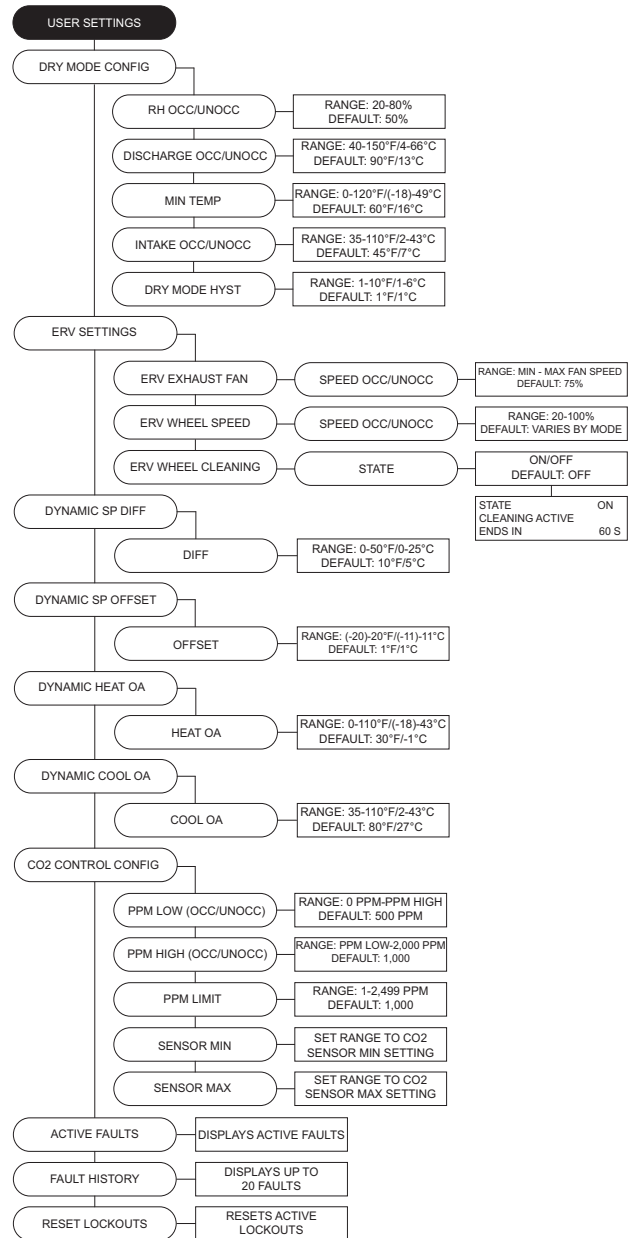 USER SETTINGS
DRY MODE CONFIG
RH OCC/UNOCC
RANGE: 20-80%
DEFAULT: 50%
DISCHARGE OCC/UNOCC
RANGE: 40-150°F/4-66°C
DEFAULT: 90°F/13°C
MIN TEMP
RANGE: 0-120°F/(-18)-49°C
DEFAULT: 60°F/16°C
INTAKE OCC/UNOCC
RANGE: 35-110°F/2-43°C
DEFAULT: 45°F/7°C
DRY MODE HYST
RANGE: 1-10°F/1-6°C
DEFAULT: 1°F/1°C
ERV SETTINGS
ERV EXHAUST FAN
SPEED OCC/UNOCC
RANGE: MIN - MAX FAN SPEED
DEFAULT: 75%
ERV WHEEL SPEED
SPEED OCC/UNOCC
RANGE: 20-100%
DEFAULT: VARIES BY MODE
ERV WHEEL CLEANING
STATE
ON/OFF
DEFAULT: OFF
STATE ON
CLEANING ACTIVE
ENDS IN 60 S
DYNAMIC SP DIFF
DIFF
RANGE: 0-50°F/0-25°C
DEFAULT: 10°F/5°C
DYNAMIC SP OFFSET
OFFSET
RANGE: (-20)-20°F/(-11)-11°C
DEFAULT: 1°F/1°C
DYNAMIC HEAT OA
HEAT OA
RANGE: 0-110°F/(-18)-43°C
DEFAULT: 30°F/-1°C
DYNAMIC COOL OA
COOL OA
RANGE: 35-110°F/2-43°C
DEFAULT: 80°F/27°C
CO2 CONTROL CONFIG
PPM LOW (OCC/UNOCC)
RANGE: 0 PPM-PPM HIGH
DEFAULT: 500 PPM
PPM HIGH (OCC/UNOCC)
RANGE: PPM LOW-2,000 PPM
DEFAULT: 1,000
PPM LIMIT
RANGE: 1-2,499 PPM
DEFAULT: 1,000
SENSOR MIN
SET RANGE TO CO2
SENSOR MIN SETTING
SENSOR MAX
SET RANGE TO CO2
SENSOR MAX SETTING
ACTIVE FAULTS
DISPLAYS ACTIVE FAULTS
FAULT HISTORY
DISPLAYS UP TO
20 FAULTS
RESET LOCKOUTS
RESETS ACTIVE
LOCKOUTS